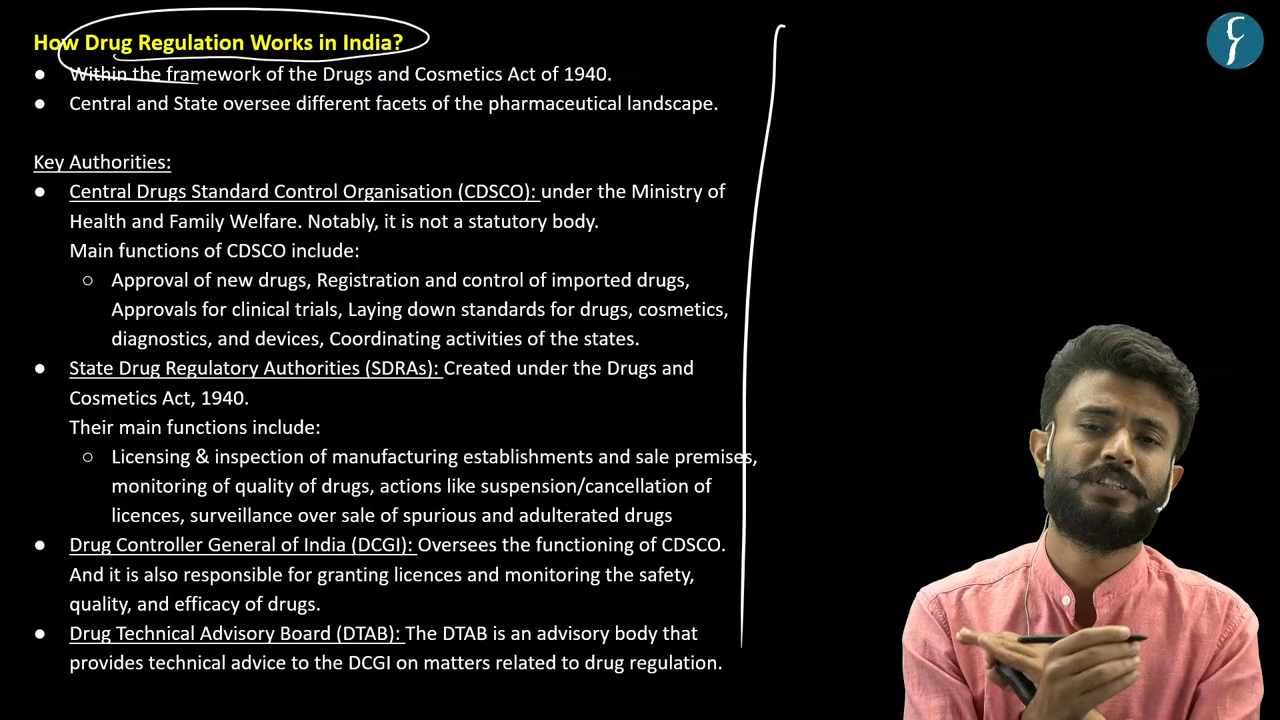 How Drug Regulation Works in India?
● Within the framework of the Drugs and Cosmetics Act of 1940.
● Central and State oversee different facets of the pharmaceutical landscape.
Key Authorities:
● Central Drugs Standard Control Organisation (CDSCO): under the Ministry of
Health and Family Welfare. Notably, it is not a statutory body.
Main functions of CDSCO include:
○ Approval of new drugs, Registration and control of imported drugs,
Approvals for clinical trials, Laying down standards for drugs, cosmetics,
diagnostics, and devices, Coordinating activities of the states.
● State Drug Regulatory Authorities (SDRAs): Created under the Drugs and
Cosmetics Act, 1940.
Their main functions include:
○ Licensing & inspection of manufacturing establishments and sale premises,
monitoring of quality of drugs, actions like suspension/cancellation of
licences, surveillance over sale of spurious and adulterated drugs
● Drug Controller General of India (DCGI): Oversees the functioning of CDSCO.
And it is also responsible for granting licences and monitoring the safety,
quality, and efficacy of drugs.
● Drug Technical Advisory Board (DTAB): The DTAB is an advisory body that
provides technical advice to the DCGI on matters related to drug regulation.